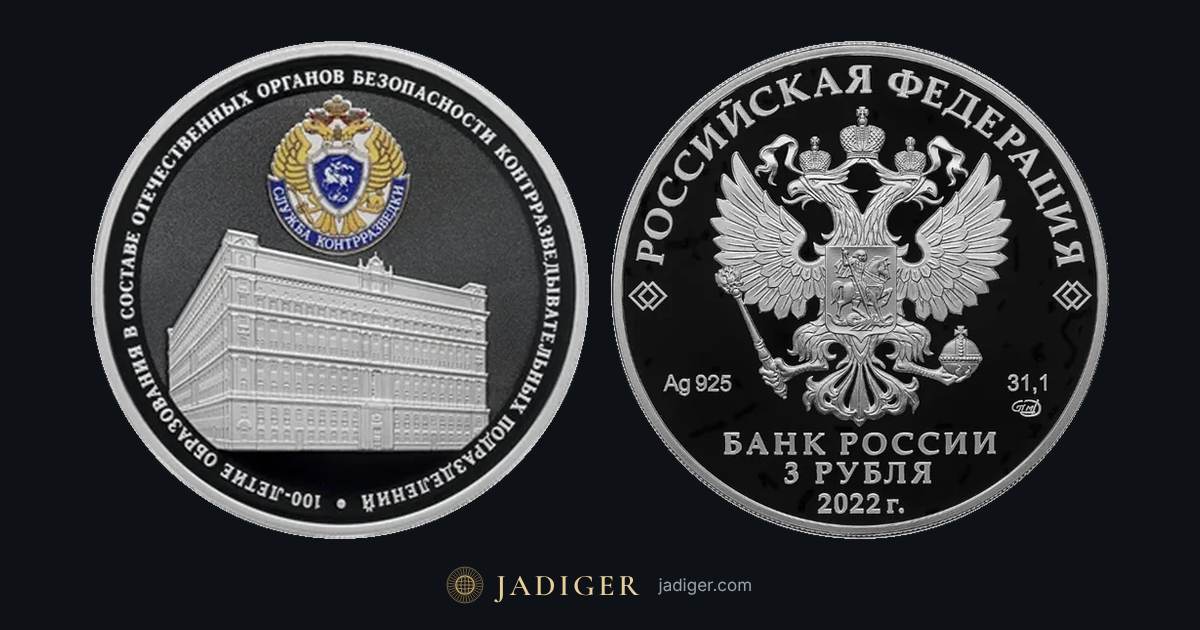 100-ЛЕТИЕ ОБРАЗОВАНИЯ В СОСТАВЕ ОТЕЧЕСТВЕННЫХ ОРГАНОВ БЕЗОПАСНОСТИ КОНТРРАЗВЕДЫВАТЕЛЬНЫХ ПОДРАЗДЕЛЕНИЙ •
СЛУЖБА КОНТРРАЗВЕДКИ
РОССИЙСКАЯ ФЕДЕРАЦИЯ
Ag 925
31,1
БАНК РОССИИ
3 РУБЛЯ
2022 г.
JADIGER jadiger.com